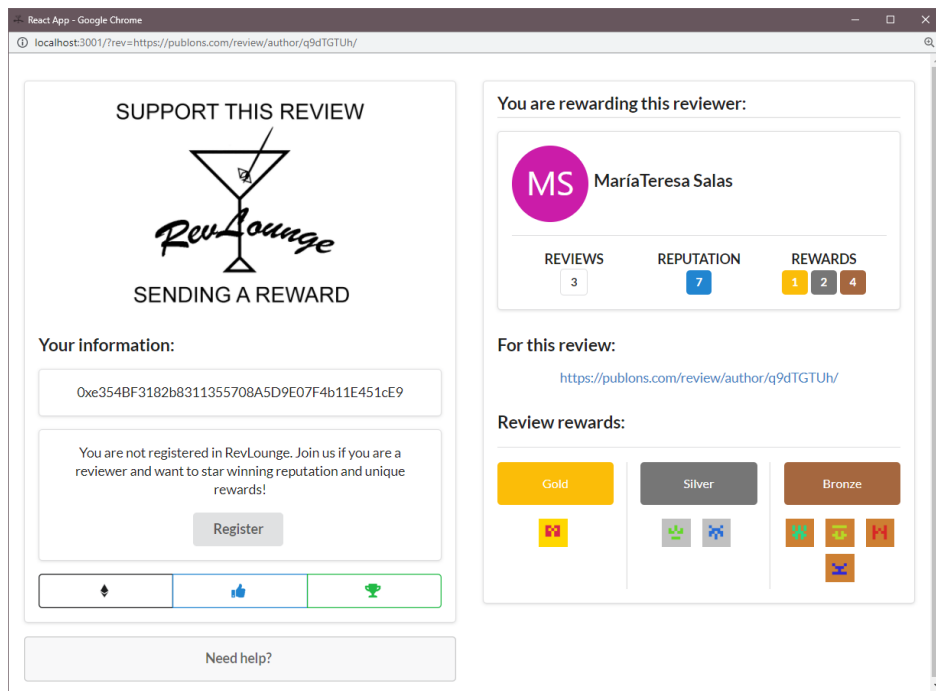 React App - Google Chrome
localhost:3001/?rev=https://publons.com/review/author/q9dTGTUh/
SUPPORT THIS REVIEW
RevLounge
SENDING A REWARD
Your information:
0xe354BF3182b8311355708A5D9E07F4b11E451cE9
You are not registered in RevLounge. Join us if you are a
reviewer and want to star winning reputation and unique
rewards!
Register
Need help?
You are rewarding this reviewer:
MS
MaríaTeresa Salas
REVIEWS REPUTATION REWARDS
3 7 1 2 4
For this review:
https://publons.com/review/author/q9dTGTUh/
Review rewards:
Gold Silver Bronze